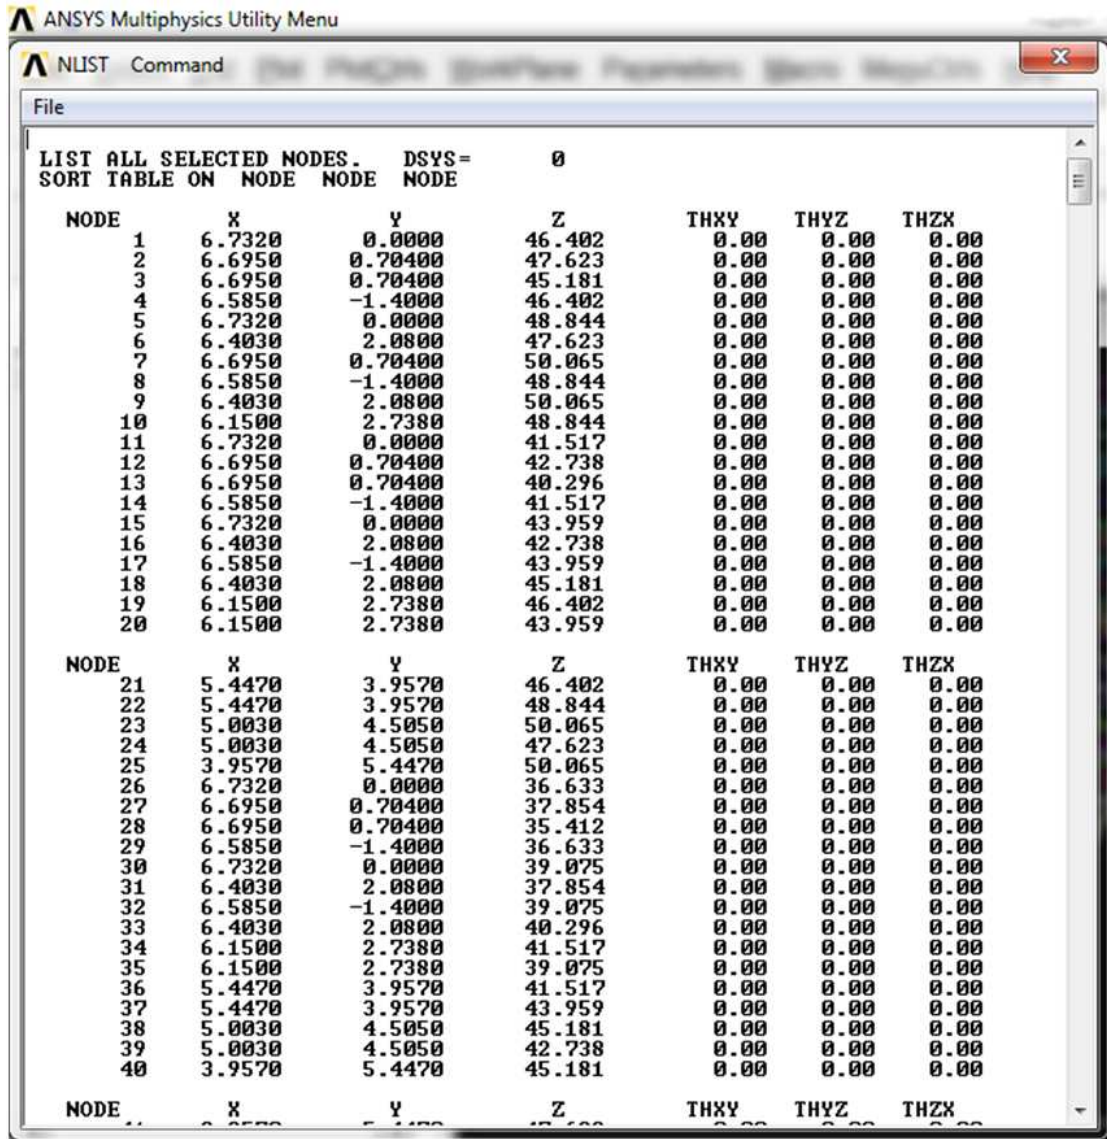 ANSYS Multiphysics Utility Menu
NLIST Command
File
LIST ALL SELECTED NODES. DSYS= 0
SORT TABLE ON NODE NODE NODE
NODE X Y Z THXY THYZ THZX
1 6.7320 0.0000 46.402 0.00 0.00 0.00
2 6.6950 0.70400 47.623 0.00 0.00 0.00
3 6.6950 0.70400 45.181 0.00 0.00 0.00
4 6.5850 -1.4000 46.402 0.00 0.00 0.00
5 6.7320 0.0000 48.844 0.00 0.00 0.00
6 6.4030 2.0800 47.623 0.00 0.00 0.00
7 6.6950 0.70400 50.065 0.00 0.00 0.00
8 6.5850 -1.4000 48.844 0.00 0.00 0.00
9 6.4030 2.0800 50.065 0.00 0.00 0.00
10 6.1500 2.7380 48.844 0.00 0.00 0.00
11 6.7320 0.0000 41.517 0.00 0.00 0.00
12 6.6950 0.70400 42.738 0.00 0.00 0.00
13 6.6950 0.70400 40.296 0.00 0.00 0.00
14 6.5850 -1.4000 41.517 0.00 0.00 0.00
15 6.7320 0.0000 43.959 0.00 0.00 0.00
16 6.4030 2.0800 42.738 0.00 0.00 0.00
17 6.5850 -1.4000 43.959 0.00 0.00 0.00
18 6.4030 2.0800 45.181 0.00 0.00 0.00
19 6.1500 2.7380 46.402 0.00 0.00 0.00
20 6.1500 2.7380 43.959 0.00 0.00 0.00
NODE X Y Z THXY THYZ THZX
21 5.4470 3.9570 46.402 0.00 0.00 0.00
22 5.4470 3.9570 48.844 0.00 0.00 0.00
23 5.0030 4.5050 50.065 0.00 0.00 0.00
24 5.0030 4.5050 47.623 0.00 0.00 0.00
25 3.9570 5.4470 50.065 0.00 0.00 0.00
26 6.7320 0.0000 36.633 0.00 0.00 0.00
27 6.6950 0.70400 37.854 0.00 0.00 0.00
28 6.6950 0.70400 35.412 0.00 0.00 0.00
29 6.5850 -1.4000 36.633 0.00 0.00 0.00
30 6.7320 0.0000 39.075 0.00 0.00 0.00
31 6.4030 2.0800 37.854 0.00 0.00 0.00
32 6.5850 -1.4000 39.075 0.00 0.00 0.00
33 6.4030 2.0800 40.296 0.00 0.00 0.00
34 6.1500 2.7380 41.517 0.00 0.00 0.00
35 6.1500 2.7380 39.075 0.00 0.00 0.00
36 5.4470 3.9570 41.517 0.00 0.00 0.00
37 5.4470 3.9570 43.959 0.00 0.00 0.00
38 5.0030 4.5050 45.181 0.00 0.00 0.00
39 5.0030 4.5050 42.738 0.00 0.00 0.00
40 3.9570 5.4470 45.181 0.00 0.00 0.00
NODE X Y Z THXY THYZ THZX